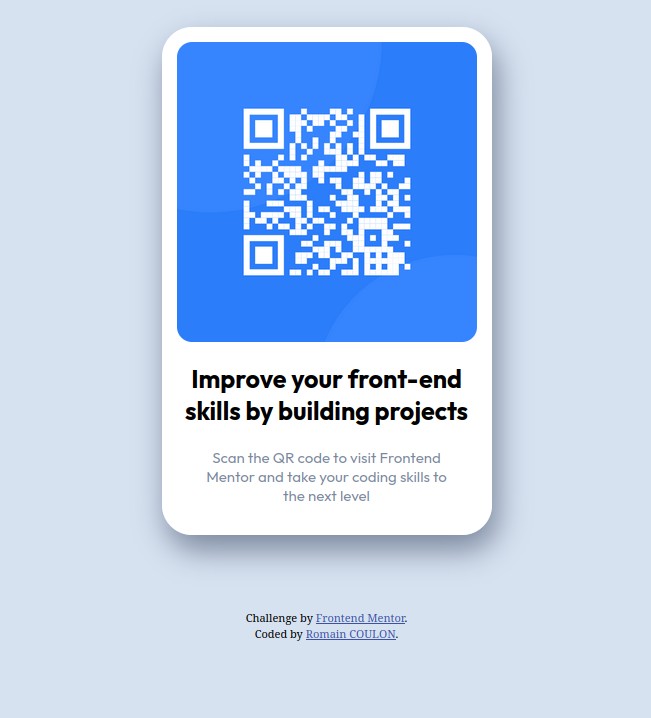 Improve your front-end
skills by building projects
Scan the QR code to visit Frontend
Mentor and take your coding skills to
the next level
Challenge by Frontend Mentor.
Coded by Romain COULON.